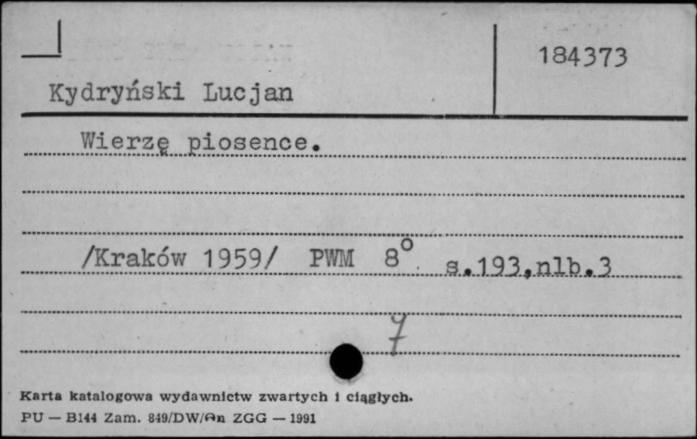 184373
Kydryński Lucjan
Wierzę piosence.
/Kraków 1959/ PWM 8° s.193,nlb.3
7
Karta katalogowa wydawnictw zwartych i ciągłych.
PU — B144 Zam. 849/DW/An ZGG — 1991